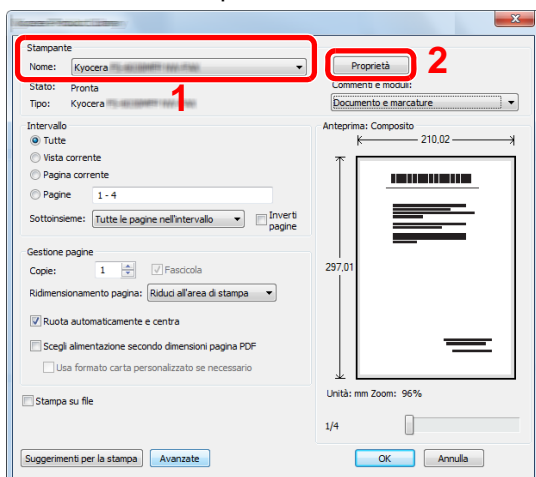 Stampante
Nome: Kyocera
Proprietà
2
Stato: Pronta
1
Commenti e moduli:
Tipo: Kyocera
Documento e marcature
Intervallo
Tutte
Vista corrente
Pagina corrente
Pagine 1 - 4
Sottoinsieme: Tutte le pagine nell'intervallo
Inverti pagine
Gestione pagine
Copie: 1 Fascicola
Ridimensionamento pagina: Riduci all'area di stampa
Ruota automaticamente e centra
Scegli alimentazione secondo dimensioni pagina PDF
Usa formato carta personalizzato se necessario
Stampa su file
Anteprima: Composito
210,02
297,01
Unità: mm Zoom: 96%
1/4
Suggerimenti per la stampa
Avanzate
OK
Annulla